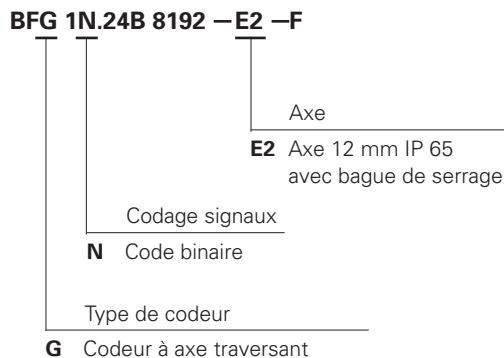 BFG 1N.24B 8192 – E2 – F
Axe
E2 Axe 12 mm IP 65
avec bague de serrage
Codage signaux
N Code binaire
Type de codeur
G Codeur à axe traversant